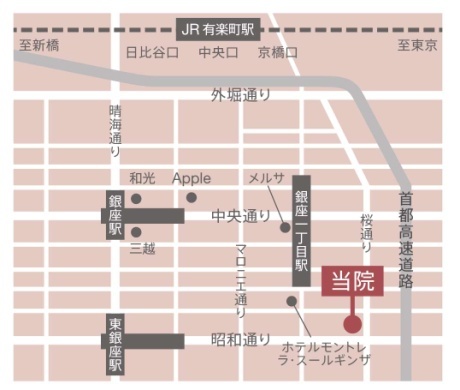 JR 有楽町駅
至新橋
日比谷口
中央口
京橋口
至東京
外堀通り
晴海通り
和光
Apple
メルサ
銀座駅
中央通り
銀座一丁目駅
桜通り
首都高速道路
三越
マロニエ通り
当院
東銀座駅
昭和通り
ホテルモントレ
ラ・スールギンザ